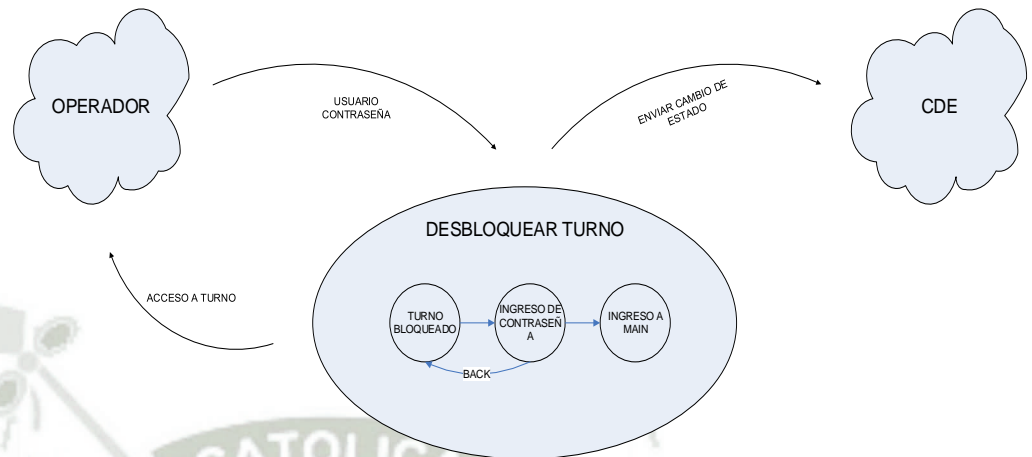 OPERADOR
USUARIO
CONTRASEÑA
ENVIAR CAMBIO DE
ESTADO
CDE
DESBLOQUEAR TURNO
ACCESO A TURNO
TURNO
BLOQUEADO
INGRESO DE
CONTRASEÑ
A
INGRESO A
MAIN
BACK
CATOLICA